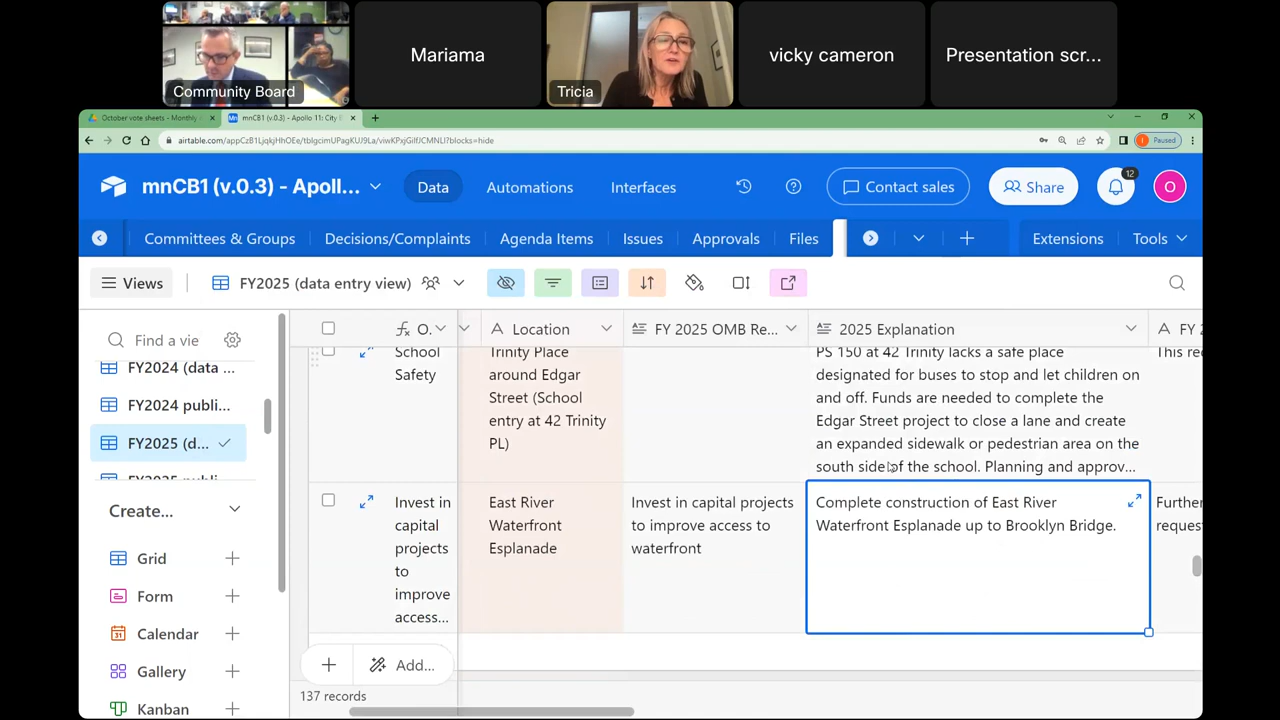 Community Board
Mariama
Tricia
vicky cameron
Presentation scr...
October vote sheets - Monthly
mnCB1 (v.0.3) - Apollo 11: City B
airtable.com/appCzB1LjqkjHhOEe/tblgcimUPagKUJ9La/viwKPxjGilfJCMNLI?blocks=hide
Paused
mnCB1 (v.0.3) - Apoll...
Data
Automations
Interfaces
Contact sales
Share
12
O
Committees & Groups
Decisions/Complaints
Agenda Items
Issues
Approvals
Files
Extensions
Tools
Views
FY2025 (data entry view)
Find a vie
FY2024 (data ...
FY2024 publi...
FY2025 (d...
Create...
Grid
Form
Calendar
Gallery
Kanban
O.
Location
FY 2025 OMB Re...
2025 Explanation
FY 2
School
Safety
Trinity Place
around Edgar
Street (School
entry at 42 Trinity
PL)
PS 150 at 42 Trinity lacks a safe place
designated for buses to stop and let children on
and off. Funds are needed to complete the
Edgar Street project to close a lane and create
an expanded sidewalk or pedestrian area on the
south side of the school. Planning and approv...
This rec
Invest in
capital
projects
to
improve
access...
East River
Waterfront
Esplanade
Invest in capital projects
to improve access to
waterfront
Complete construction of East River
Waterfront Esplanade up to Brooklyn Bridge.
Further
request
Add...
137 records